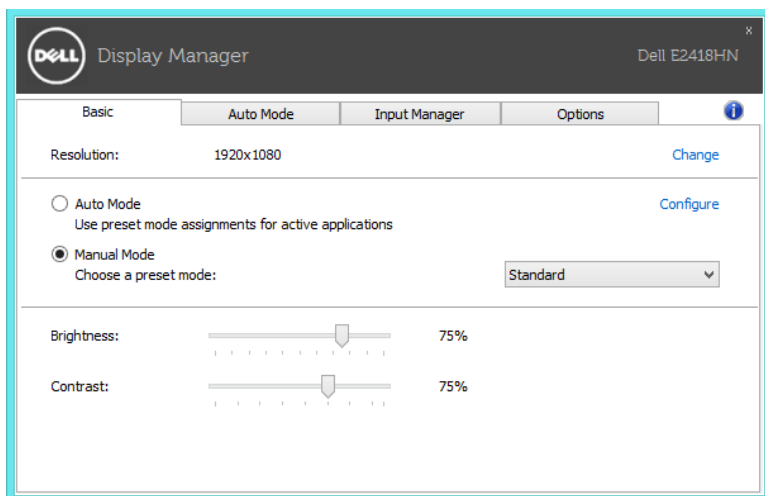 x
DELL Display Manager Dell E2418HN
Basic Auto Mode Input Manager Options i
Resolution: 1920x1080 Change
Auto Mode Configure
Use preset mode assignments for active applications
Manual Mode
Choose a preset mode: Standard
Brightness: 75%
Contrast: 75%